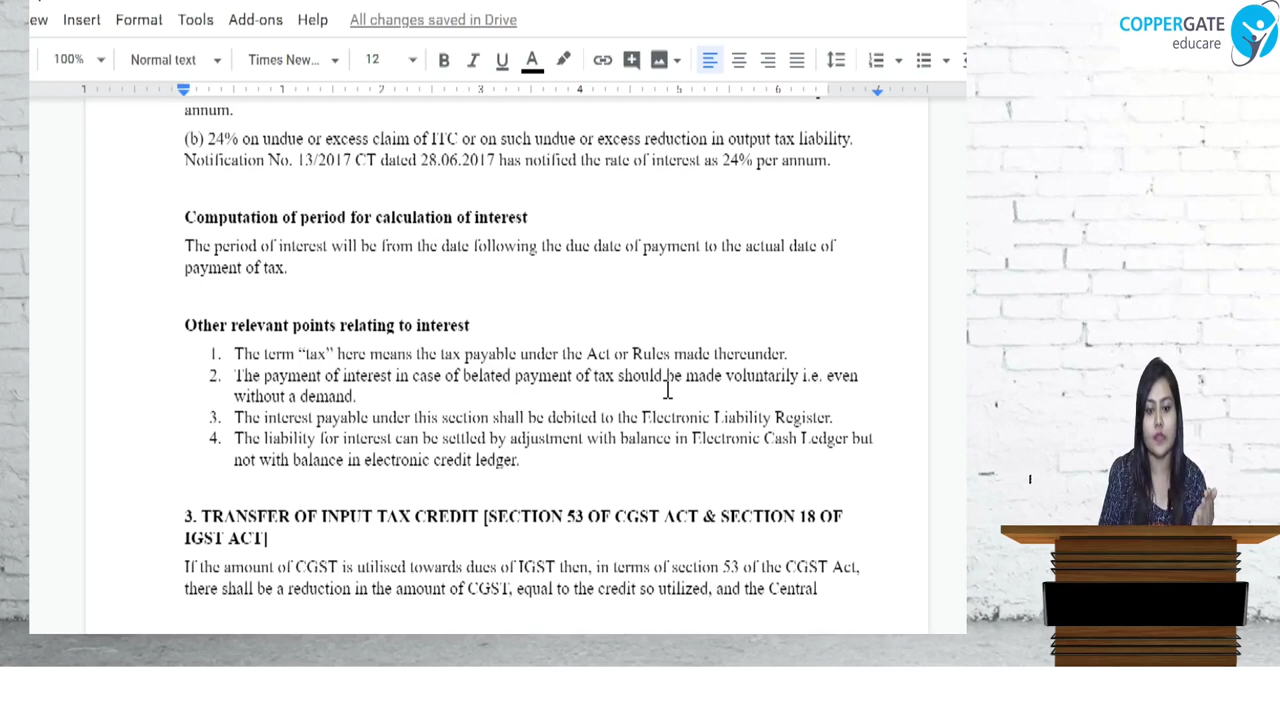 ew Insert Format Tools Add-ons Help All changes saved in Drive
COPPERGATE
educare
100% Normal text Times New... 12 B I U A
1 1 2 3 4 5 6 7
annum.
(b) 24% on undue or excess claim of ITC or on such undue or excess reduction in output tax liability.
Notification No. 13/2017 CT dated 28.06.2017 has notified the rate of interest as 24% per annum.
Computation of period for calculation of interest
The period of interest will be from the date following the due date of payment to the actual date of
payment of tax.
Other relevant points relating to interest
1. The term “tax” here means the tax payable under the Act or Rules made thereunder.
2. The payment of interest in case of belated payment of tax should be made voluntarily i.e. even
without a demand.
3. The interest payable under this section shall be debited to the Electronic Liability Register.
4. The liability for interest can be settled by adjustment with balance in Electronic Cash Ledger but
not with balance in electronic credit ledger.
3. TRANSFER OF INPUT TAX CREDIT [SECTION 53 OF CGST ACT & SECTION 18 OF
IGST ACT]
If the amount of CGST is utilised towards dues of IGST then, in terms of section 53 of the CGST Act,
there shall be a reduction in the amount of CGST, equal to the credit so utilized, and the Central